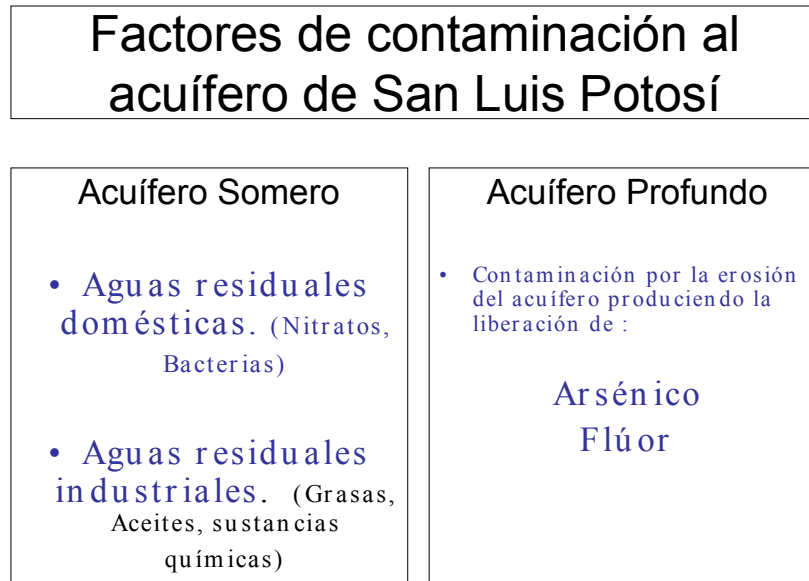 Factores de contaminación al
acuífero de San Luis Potosí
Acuífero Somero
• Aguas residuales
domésticas. (Nitratos,
Bacterias)
• Aguas residuales
industriales. (Grasas,
Aceites, sustancias
químicas)
Acuífero Profundo
• Contaminación por la erosión
del acuífero produciendo la
liberación de :
Arsénico
Flúor